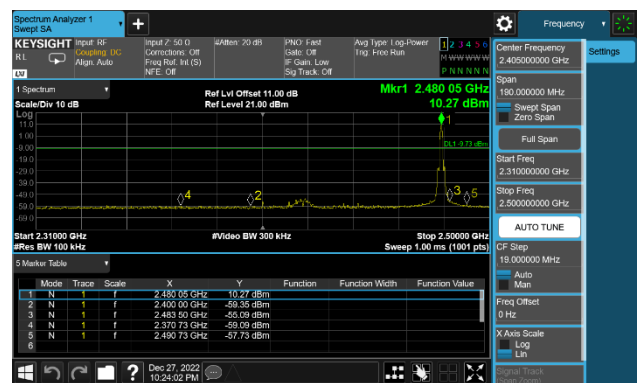 Spectrum Analyzer 1
Swept SA
Frequency
KEYSIGHT
RL
Input: RF
Coupling: DC
Align: Auto
Input Z: 50 Ω
Corrections: Off
Freq Ref: Int (S)
NFE: Off
#Atten: 20 dB
PNO: Fast
Gate: Off
IF Gain: Low
Sig Track: Off
Avg Type: Log-Power
Trig: Free Run
1 2 3 4 5 6
M W W W W W
P N N N N N
Center Frequency
2.405000000 GHz
Settings
Span
190.000000 MHz
Swept Span
Zero Span
Full Span
Start Freq
2.310000000 GHz
Stop Freq
2.500000000 GHz
AUTO TUNE
CF Step
19.000000 MHz
Auto
Man
Freq Offset
0 Hz
X Axis Scale
Log
Lin
Signal Track
(Span Zoom)
1 Spectrum
Scale/Div 10 dB
Ref Lvl Offset 11.00 dB
Ref Level 21.00 dBm
Mkr1 2.480 05 GHz
10.27 dBm
Log
11.0
1.00
-9.00
-19.0
-29.0
-39.0
-49.0
-59.0
-69.0
1
DL1 -9.73 dBm
4
2
3
5
Start 2.31000 GHz
#Res BW 100 kHz
#Video BW 300 kHz
Stop 2.50000 GHz
Sweep 1.00 ms (1001 pts)
5 Marker Table
Mode Trace Scale X Y Function Function Width Function Value
1 N 1 f 2.480 05 GHz 10.27 dBm
2 N 1 f 2.400 00 GHz -59.35 dBm
3 N 1 f 2.483 50 GHz -55.09 dBm
4 N 1 f 2.370 73 GHz -59.09 dBm
5 N 1 f 2.490 73 GHz -57.73 dBm
6
?
Dec 27, 2022
10:24:02 PM